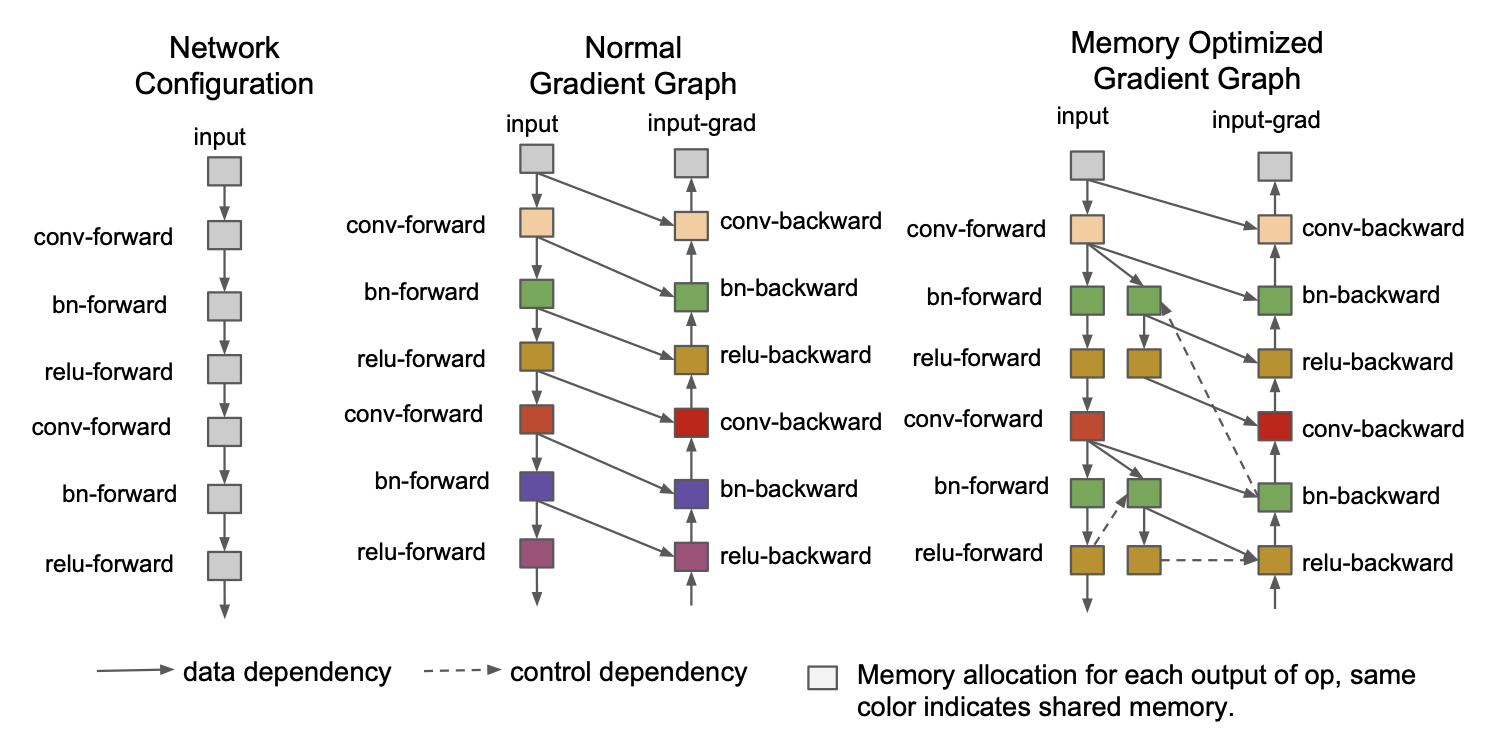 Network
Configuration
input
conv-forward
bn-forward
relu-forward
conv-forward
bn-forward
relu-forward
Normal
Gradient Graph
input
input-grad
conv-forward
conv-backward
bn-forward
bn-backward
relu-forward
relu-backward
conv-forward
conv-backward
bn-forward
bn-backward
relu-forward
relu-backward
Memory Optimized
Gradient Graph
input
input-grad
conv-forward
conv-backward
bn-forward
bn-backward
relu-forward
relu-backward
conv-forward
conv-backward
bn-forward
bn-backward
relu-forward
relu-backward
data dependency
control dependency
Memory allocation for each output of op, same
color indicates shared memory.